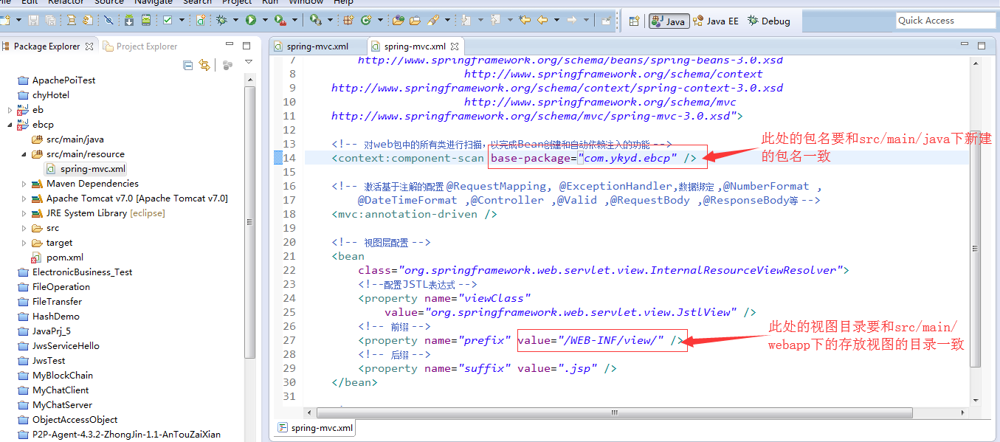 File Edit Refactor Source Navigate Search Project Run Window Help
Java
Java EE
Debug
Quick Access
Package Explorer
Project Explorer
ApachePoiTest
chyHotel
eb
ebcp
src/main/java
src/main/resource
spring-mvc.xml
Maven Dependencies
Apache Tomcat v7.0 [Apache Tomcat v7.0]
JRE System Library [eclipse]
src
target
pom.xml
ElectronicBusiness_Test
FileOperation
FileTransfer
HashDemo
JavaPrj_5
JwsServiceHello
JwsTest
MyBlockChain
MyChatClient
MyChatServer
ObjectAccessObject
P2P-Agent-4.3.2-ZhongJin-1.1-AnTouZaiXian
spring-mvc.xml
spring-mvc.xml
7 http://www.springframework.org/schema/beans/spring-beans-3.0.xsd
8 http://www.springframework.org/schema/context
9 http://www.springframework.org/schema/context/spring-context-3.0.xsd
10 http://www.springframework.org/schema/mvc
11 http://www.springframework.org/schema/mvc/spring-mvc-3.0.xsd">
12
13 <!-- 对web包中的所有类进行扫描，以完成Bean创建和自动依赖注入的功能 -->
14 <context:component-scan base-package="com.ykyd.ebcp" />
15
16 <!-- 激活基于注解的配置 @RequestMapping, @ExceptionHandler,数据绑定 ,@NumberFormat ,
17 @DateTimeFormat ,@Controller ,@Valid ,@RequestBody ,@ResponseBody等 -->
18 <mvc:annotation-driven />
19
20 <!-- 视图层配置 -->
21 <bean
22 class="org.springframework.web.servlet.view.InternalResourceViewResolver">
23 <!--配置JSTL表达式 -->
24 <property name="viewClass"
25 value="org.springframework.web.servlet.view.JstlView" />
26 <!-- 前缀 -->
27 <property name="prefix" value="/WEB-INF/view/" />
28 <!-- 后缀 -->
29 <property name="suffix" value=".jsp" />
30 </bean>
31
此处的包名要和src/main/java下新建
的包名一致
此处的视图目录要和src/main/
webapp下的存放视图的目录一致
spring-mvc.xml